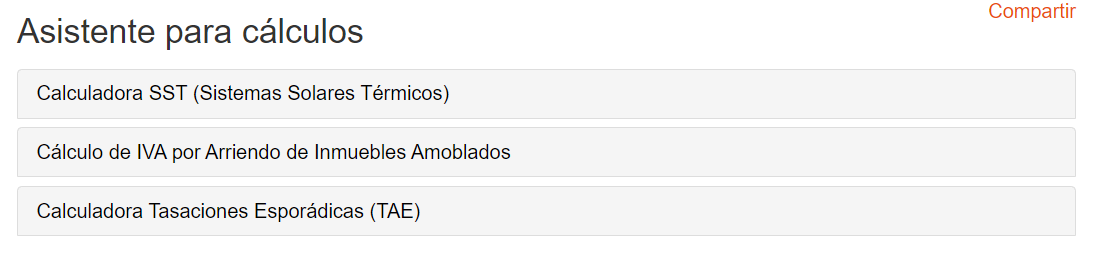 Compartir
Asistente para cálculos
Calculadora SST (Sistemas Solares Térmicos)
Cálculo de IVA por Arriendo de Inmuebles Amoblados
Calculadora Tasaciones Esporádicas (TAE)